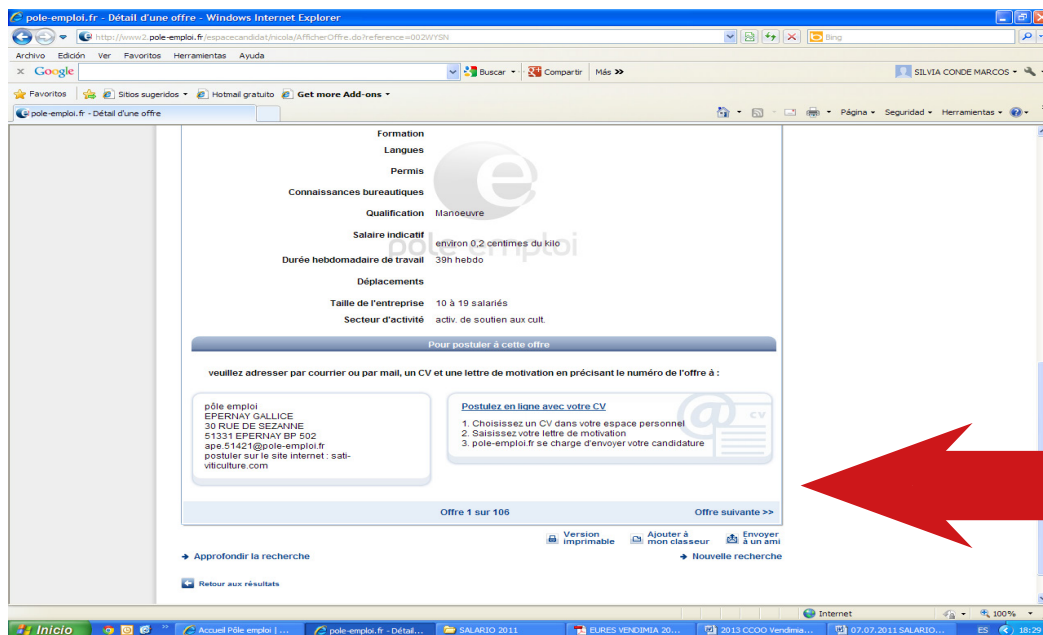 pole-emploi.fr - Détail d'une offre - Windows Internet Explorer
http://www2.pole-emploi.fr/espacecandidat/nicola/AfficherOffre.do?reference=002WYSN
Bing
Archivo Edición Ver Favoritos Herramientas Ayuda
x Google Buscar Compartir Más >> SILVIA CONDE MARCOS
Favoritos Sitios sugeridos Hotmail gratuito Get more Add-ons
pole-emploi.fr - Détail d'une offre Página Seguridad Herramientas
Formation
Langues
Permis
Connaissances bureautiques
Qualification Manoeuvre
Salaire indicatif environ 0,2 centimes du kilo
pole emploi
Durée hebdomadaire de travail 39h hebdo
Déplacements
Taille de l'entreprise 10 à 19 salariés
Secteur d'activité activ. de soutien aux cult.
Pour postuler à cette offre
veuillez adresser par courrier ou par mail, un CV et une lettre de motivation en précisant le numéro de l'offre à :
pôle emploi
EPERNAY GALLICE
30 RUE DE SEZANNE
51331 EPERNAY BP 502
ape.51421@pole-emploi.fr
postuler sur le site internet : sati-
viticulture.com
Postulez en ligne avec votre CV
1. Choisissez un CV dans votre espace personnel
2. Saisissez votre lettre de motivation
3. pole-emploi.fr se charge d'envoyer votre candidature
@ CV
Offre 1 sur 106 Offre suivante >>
Version imprimable Ajouter à mon classeur Envoyer à un ami
Approfondir la recherche Nouvelle recherche
Retour aux résultats
Internet 100%
Inicio Accueil Pôle emploi | ... pole-emploi.fr - Détail... SALARIO 2011 EURES VENDIMIA 20... 2013 CCOO Vendimia... 07.07.2011 SALARIO... ES 18:29